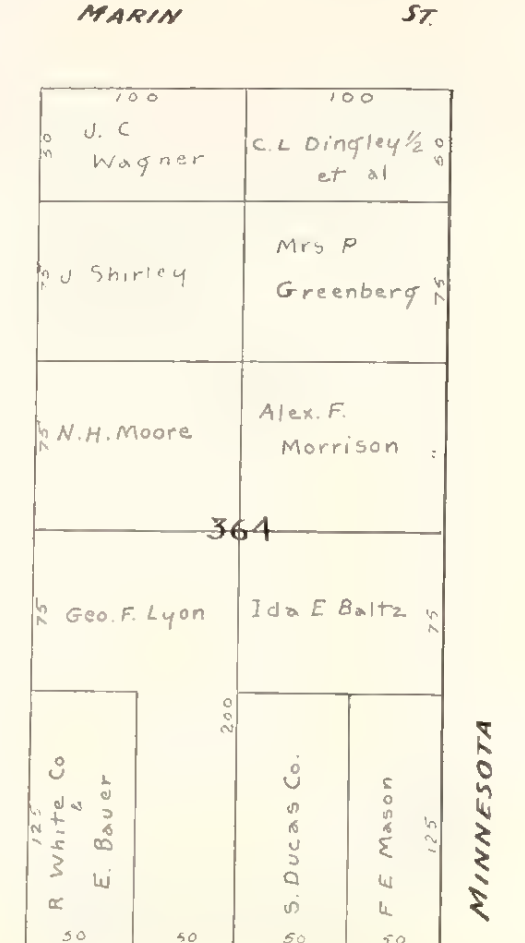 MARIN ST.
100
100
50
J. C
Wagner
C. L Dingley ½
et al
50
75
J Shirley
Mrs P
Greenberg
75
75
N. H. Moore
Alex. F.
Morrison
"
364
75
Geo. F. Lyon
Ida E Baltz
75
200
125
R White Co
&
E. Bauer
S. Ducas Co.
F E Mason
125
MINNESOTA
50
50
50
50